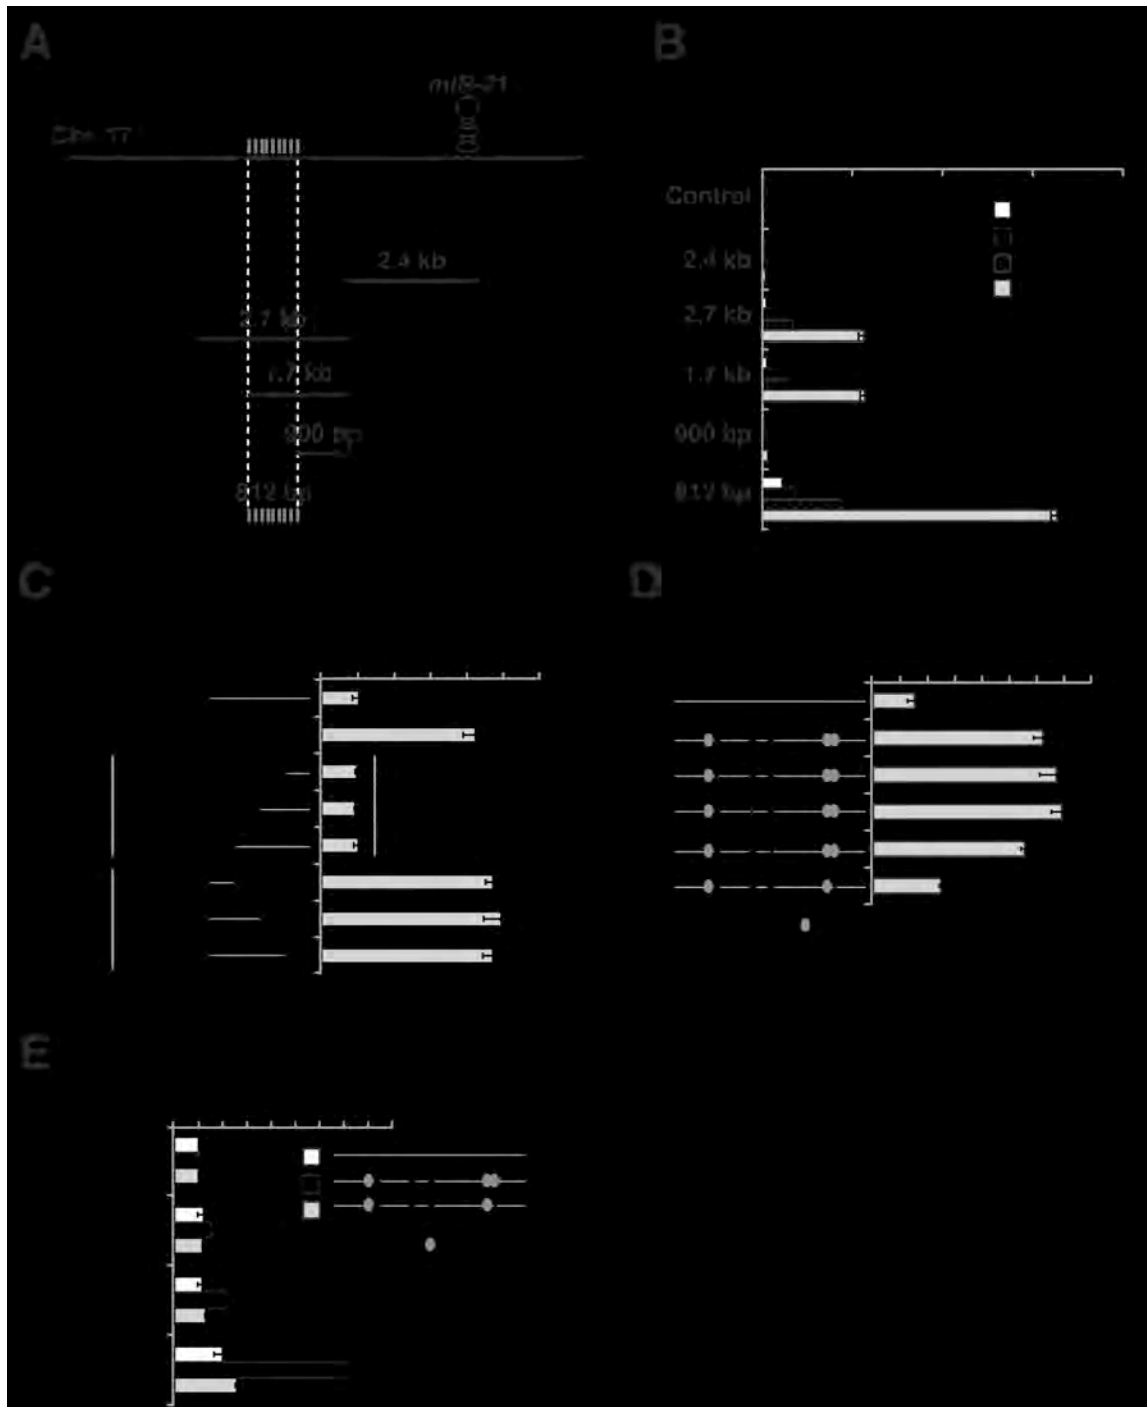 A
B
miR-21
Chr. 17
Control
2.4 kb
2.4 kb
2.7 kb
2.7 kb
1.7 kb
1.7 kb
900 bp
900 bp
812 bp
812 bp
C
D
E